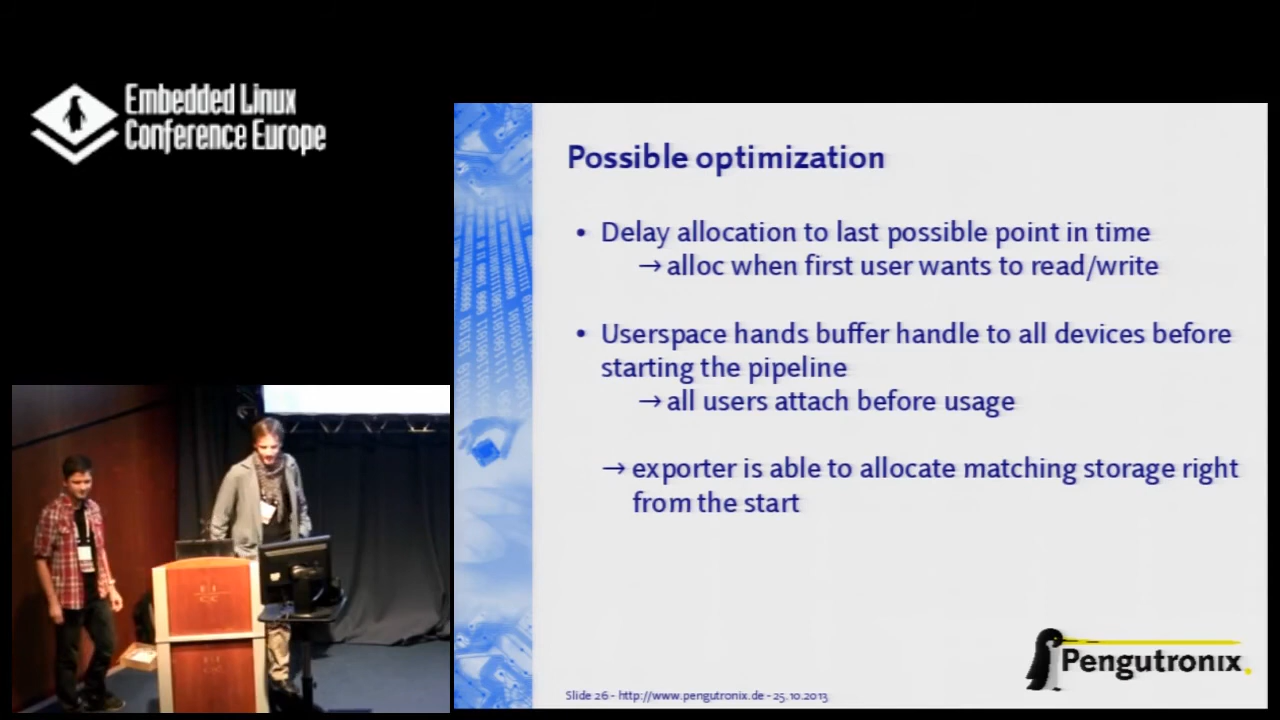 Embedded Linux
Conference Europe
Possible optimization
• Delay allocation to last possible point in time
→ alloc when first user wants to read/write
• Userspace hands buffer handle to all devices before
starting the pipeline
→ all users attach before usage
→ exporter is able to allocate matching storage right
from the start
Pengutronix
Slide 26 - http://www.pengutronix.de - 25.10.2013